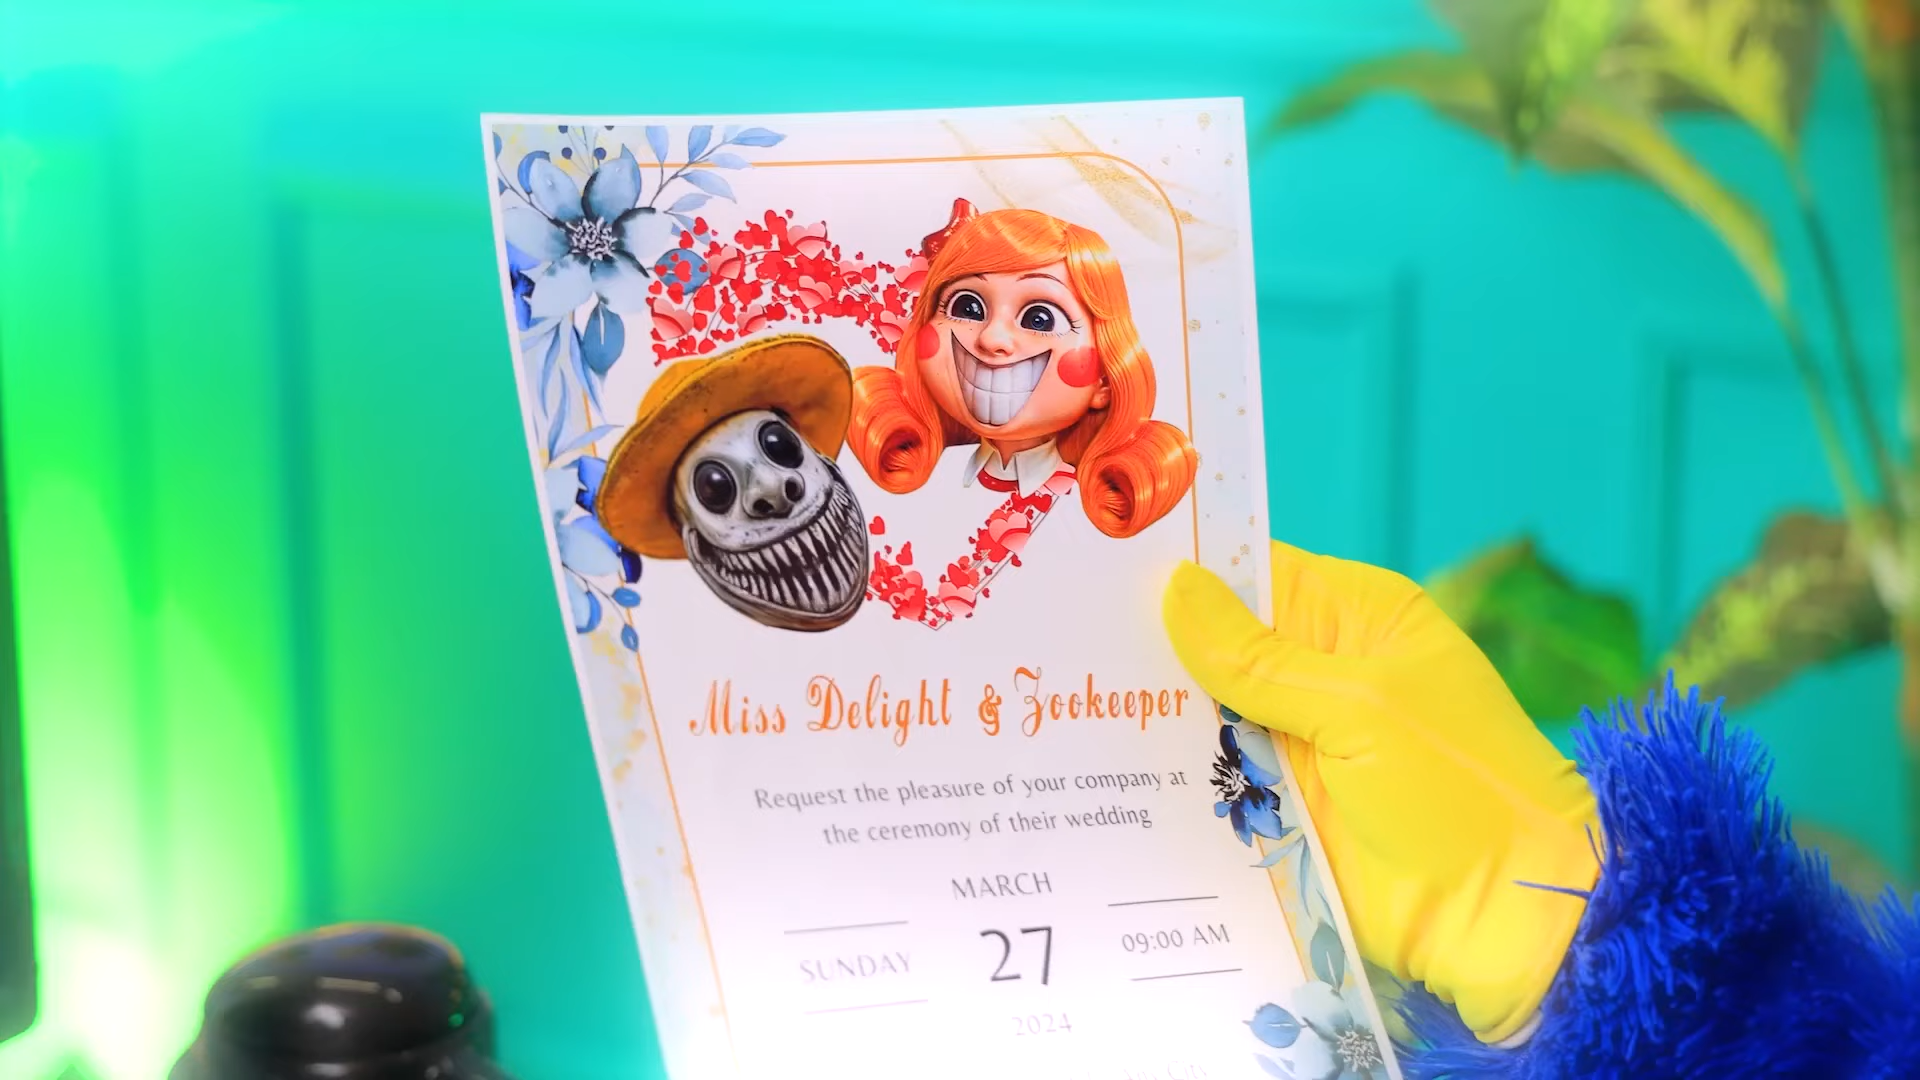 Miss Delight & Zookeeper
Request the pleasure of your company at
the ceremony of their wedding
MARCH
SUNDAY 27 09:00 AM
2024
City